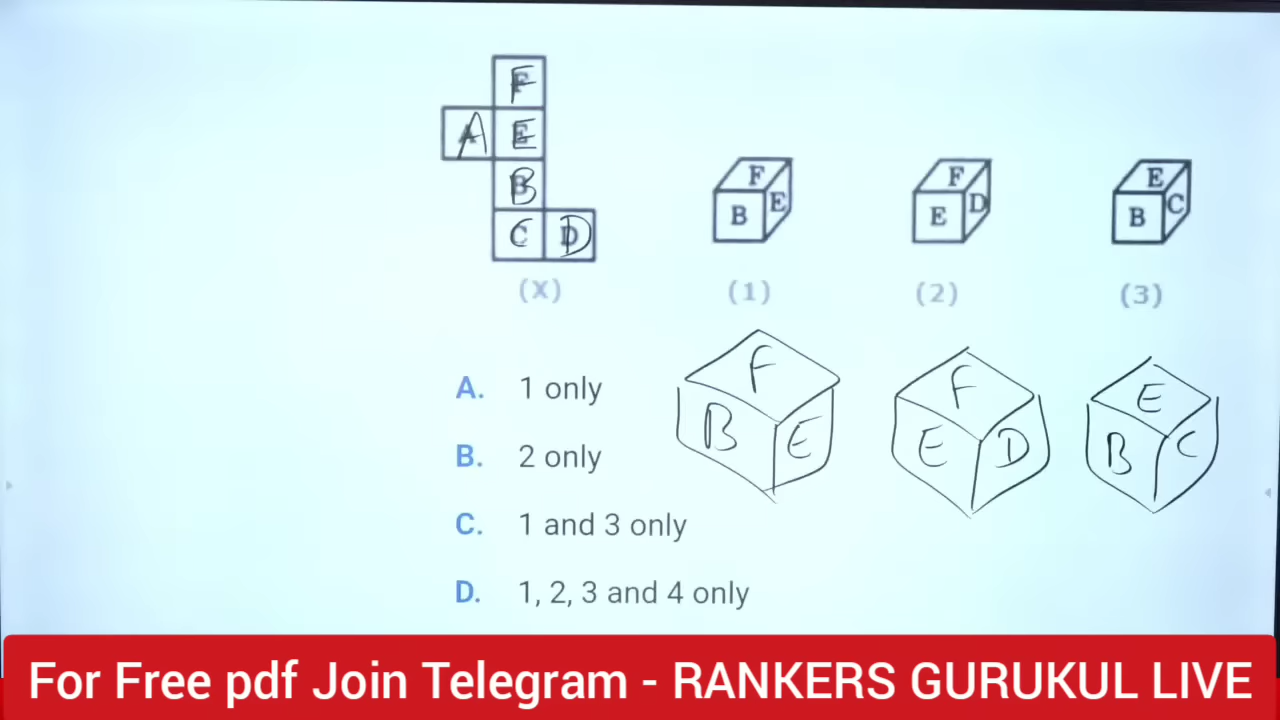 F
A E
B
C D
F
B E
F
E D
E
B C
(X) (1) (2) (3)
A. 1 only
B. 2 only
C. 1 and 3 only
D. 1, 2, 3 and 4 only
F
B E
F
E D
E
B C
For Free pdf Join Telegram - RANKERS GURUKUL LIVE